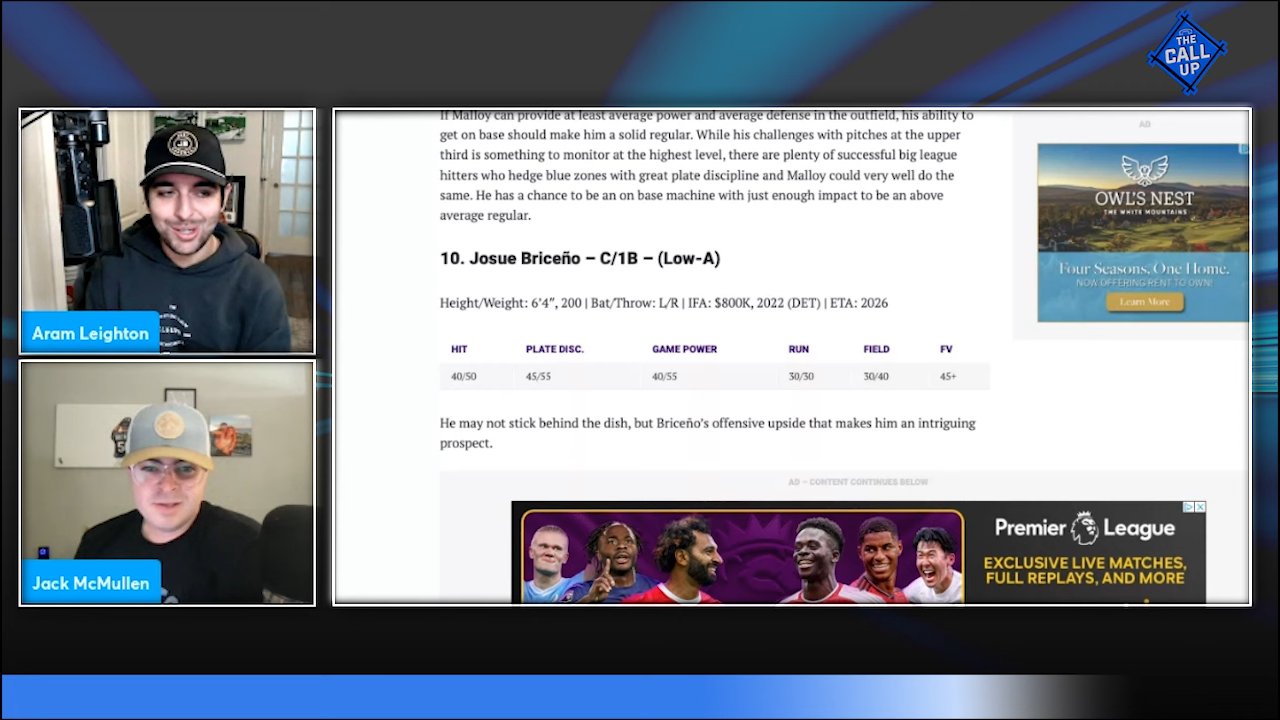 THE
CALL
UP
If Malloy can provide at least average power and average defense in the outfield, his ability to
get on base should make him a solid regular. While his challenges with pitches at the upper
third is something to monitor at the highest level, there are plenty of successful big league
hitters who hedge blue zones with great plate discipline and Malloy could very well do the
same. He has a chance to be an on base machine with just enough impact to be an above
average regular.
10. Josue Briceño – C/1B – (Low-A)
Height/Weight: 6'4", 200 | Bat/Throw: L/R | IFA: $800K, 2022 (DET) | ETA: 2026
HIT PLATE DISC. GAME POWER RUN FIELD FV
40/50 45/55 40/55 30/30 30/40 45+
He may not stick behind the dish, but Briceño's offensive upside that makes him an intriguing
prospect.
AD – CONTENT CONTINUES BELOW
Premier League
EXCLUSIVE LIVE MATCHES,
FULL REPLAYS, AND MORE
AD
OWL'S NEST
THE WHITE MOUNTAINS
Four Seasons, One Home.
NOW OFFERING RENT TO OWN!
Learn More
Aram Leighton
Jack McMullen